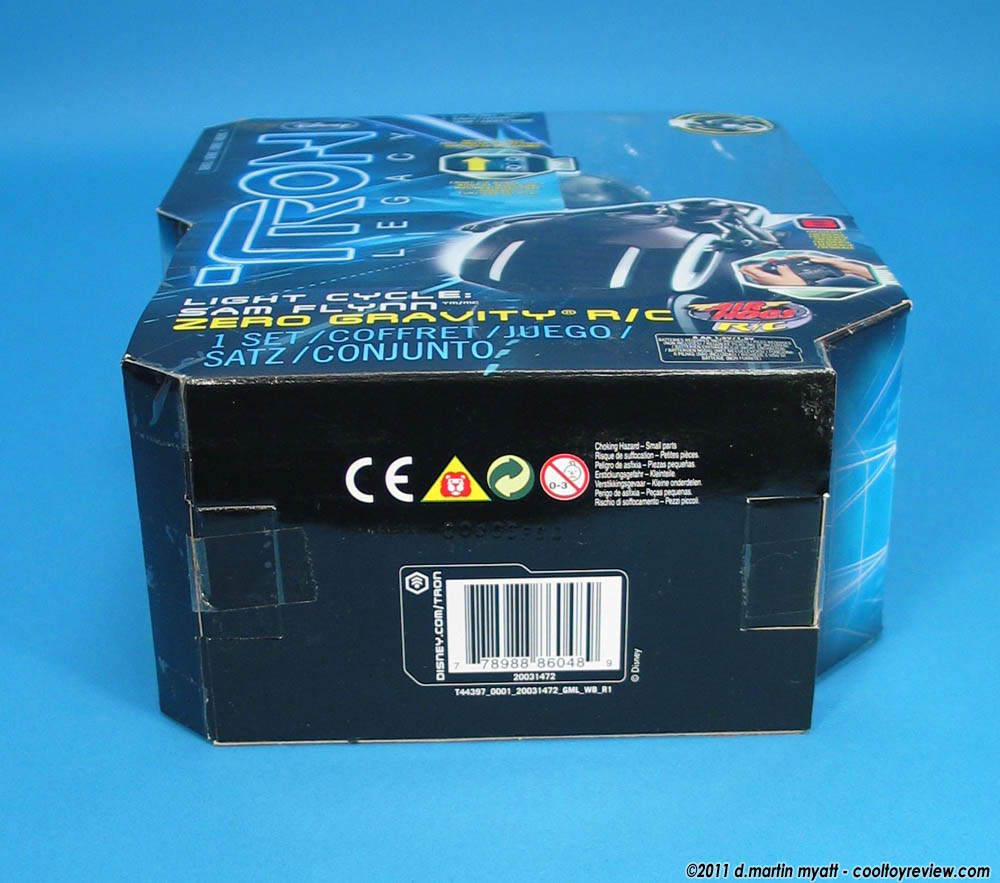 TRON
LEGACY
LIGHT CYCLE:
SAM FLYNN TM/MC
ZERO GRAVITY® R/C
1 SET/COFFRET/JUEGO/
SATZ/CONJUNTO
AIR HOGS
R/C
CE
0-3
Choking Hazard – Small parts
Risque de suffocation – Petites pièces.
Peligro de asfixia – Piezas pequeñas.
Erstickungsgefahr – Kleinteile
Verstikkingsgevaar – Kleine onderdelen.
Perigo de asfixia – Peças pequenas.
Rischio di soffocamento – Pezzi piccoli.
DISNEY.COM/TRON
7 78988 86048 9
20031472
© Disney
T44397_0001_20031472_GML_WB_R1
©2011 d.martin myatt - cooltoyreview.com